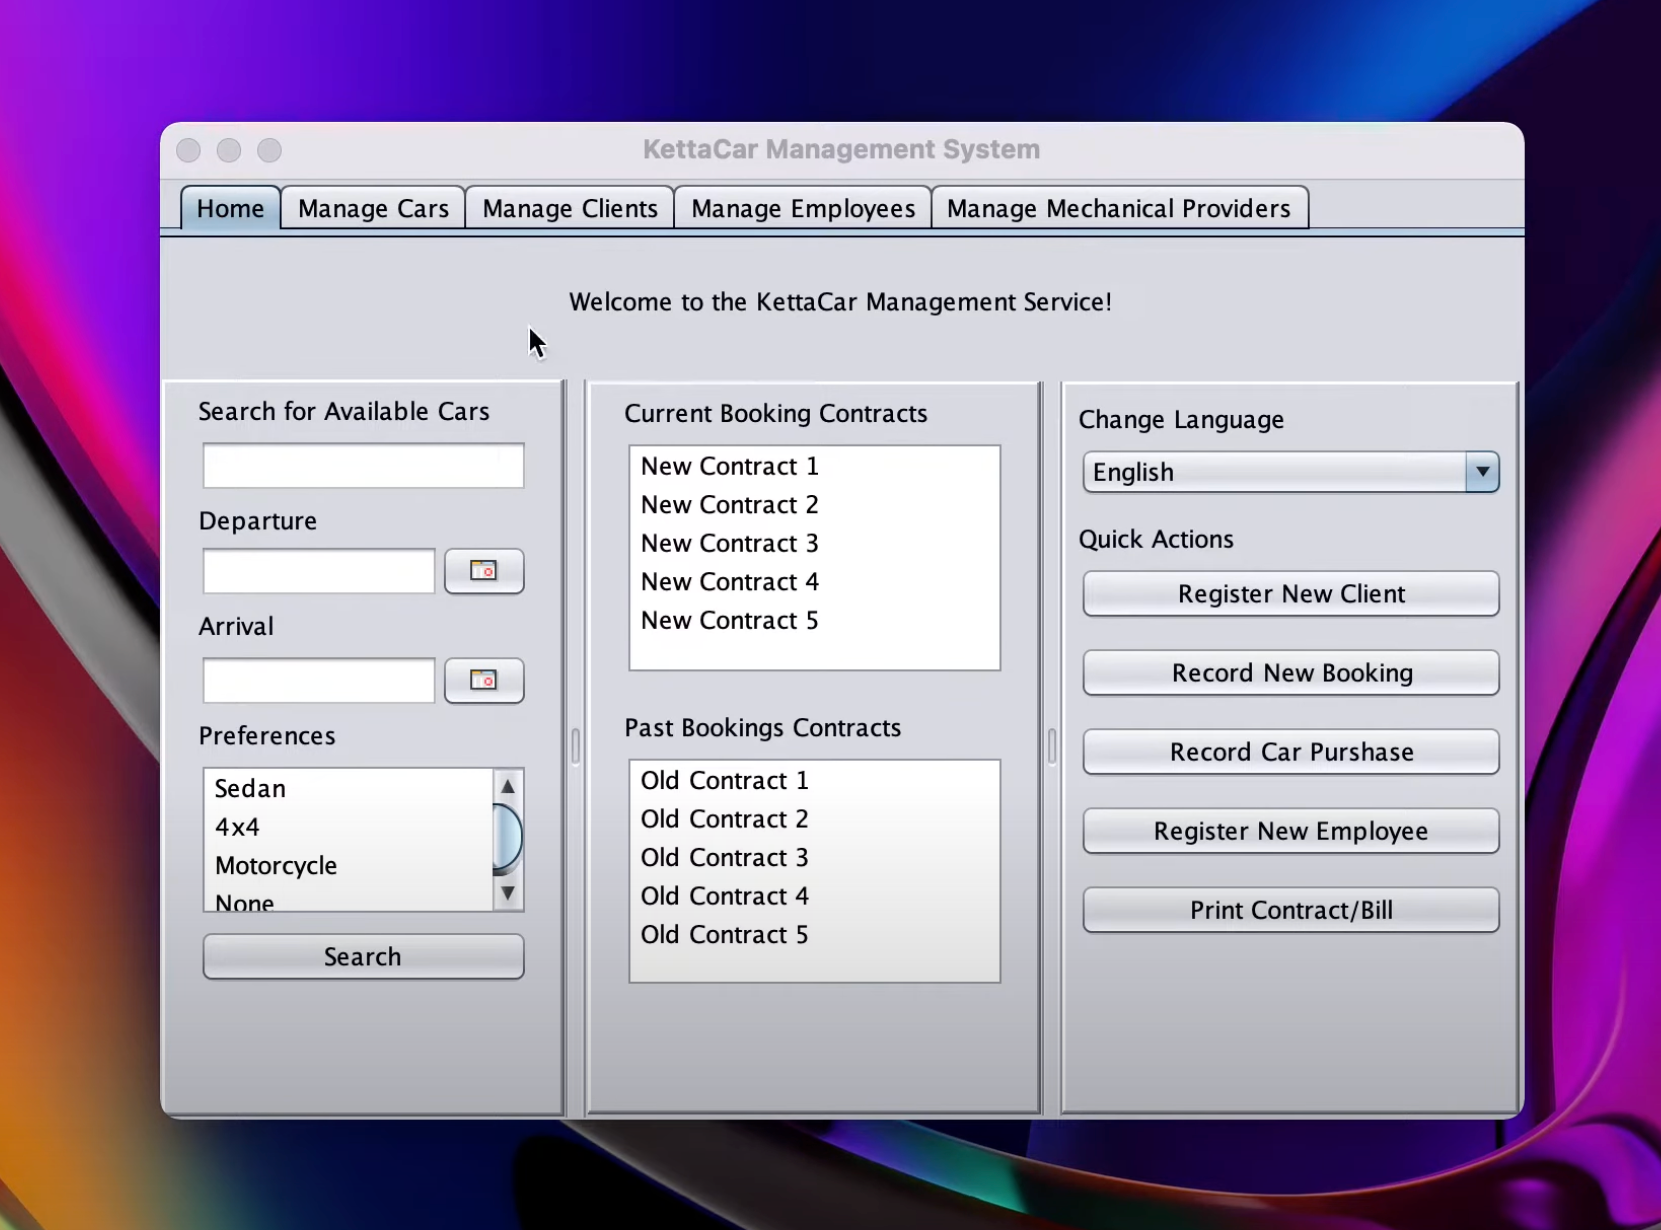 KettaCar Management System
Home
Manage Cars
Manage Clients
Manage Employees
Manage Mechanical Providers
Welcome to the KettaCar Management Service!
Search for Available Cars
Departure
Arrival
Preferences
Sedan
4x4
Motorcycle
None
Search
Current Booking Contracts
New Contract 1
New Contract 2
New Contract 3
New Contract 4
New Contract 5
Past Bookings Contracts
Old Contract 1
Old Contract 2
Old Contract 3
Old Contract 4
Old Contract 5
Change Language
English
Quick Actions
Register New Client
Record New Booking
Record Car Purshase
Register New Employee
Print Contract/Bill